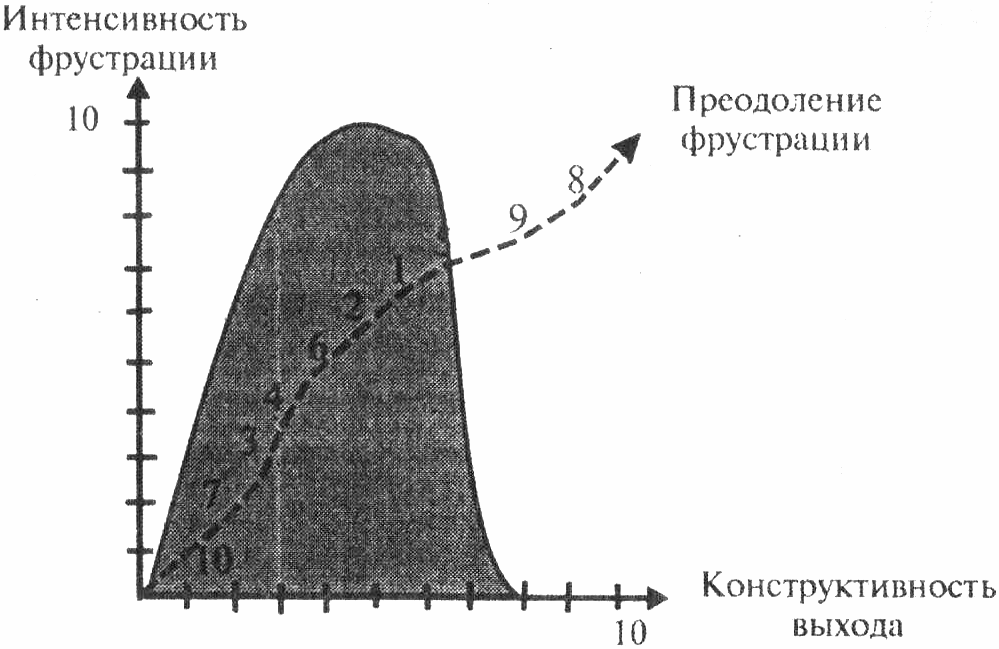 Интенсивность
фрустрации
10
Преодоление
фрустрации
8
9
1
2
6
4
3
7
10
Конструктивность
выхода
10